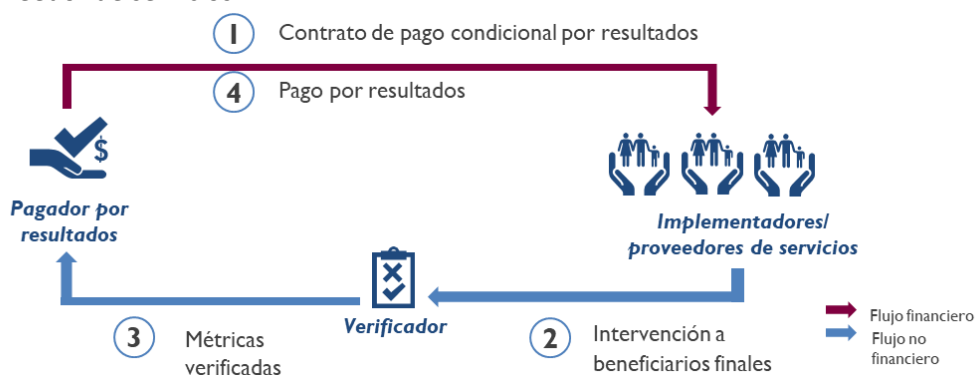 1 Contrato de pago condicional por resultados
4 Pago por resultados
$
Pagador por
resultados
Implementadores/
proveedores de servicios
Verificador
3 Métricas
verificadas
2 Intervención a
beneficiarios finales
Flujo financiero
Flujo no
financiero